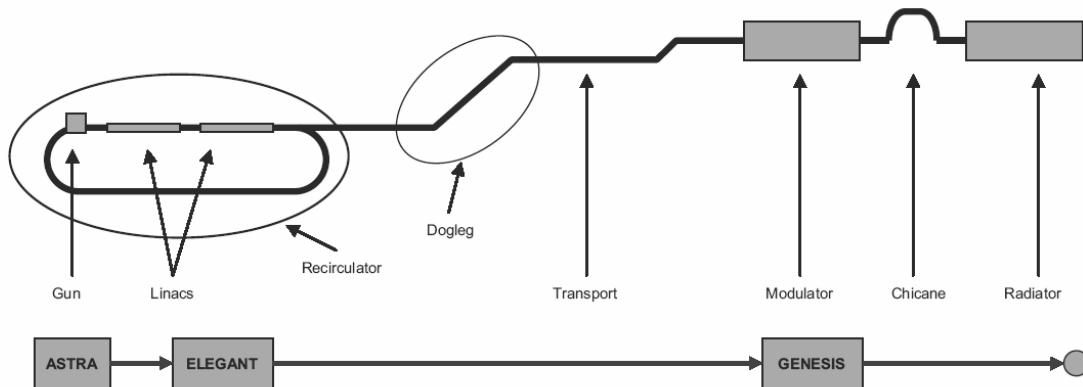 Dogleg
Recirculator
Gun
Linacs
Transport
Modulator
Chicane
Radiator
ASTRA
ELEGANT
GENESIS